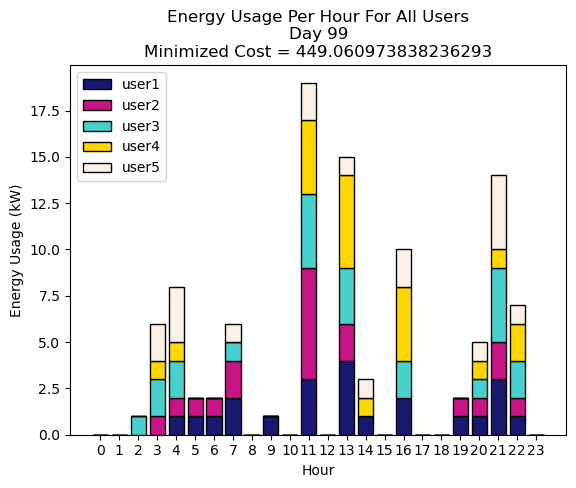 Energy Usage Per Hour For All Users
Day 99
Minimized Cost = 449.060973838236293
user1
user2
user3
user4
user5
17.5
15.0
12.5
10.0
7.5
5.0
2.5
0.0
Energy Usage (kW)
0 1 2 3 4 5 6 7 8 9 10 11 12 13 14 15 16 17 18 19 20 21 22 23
Hour